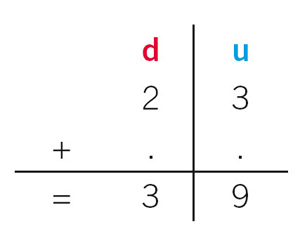 d u
2 3
+ . .
= 3 9